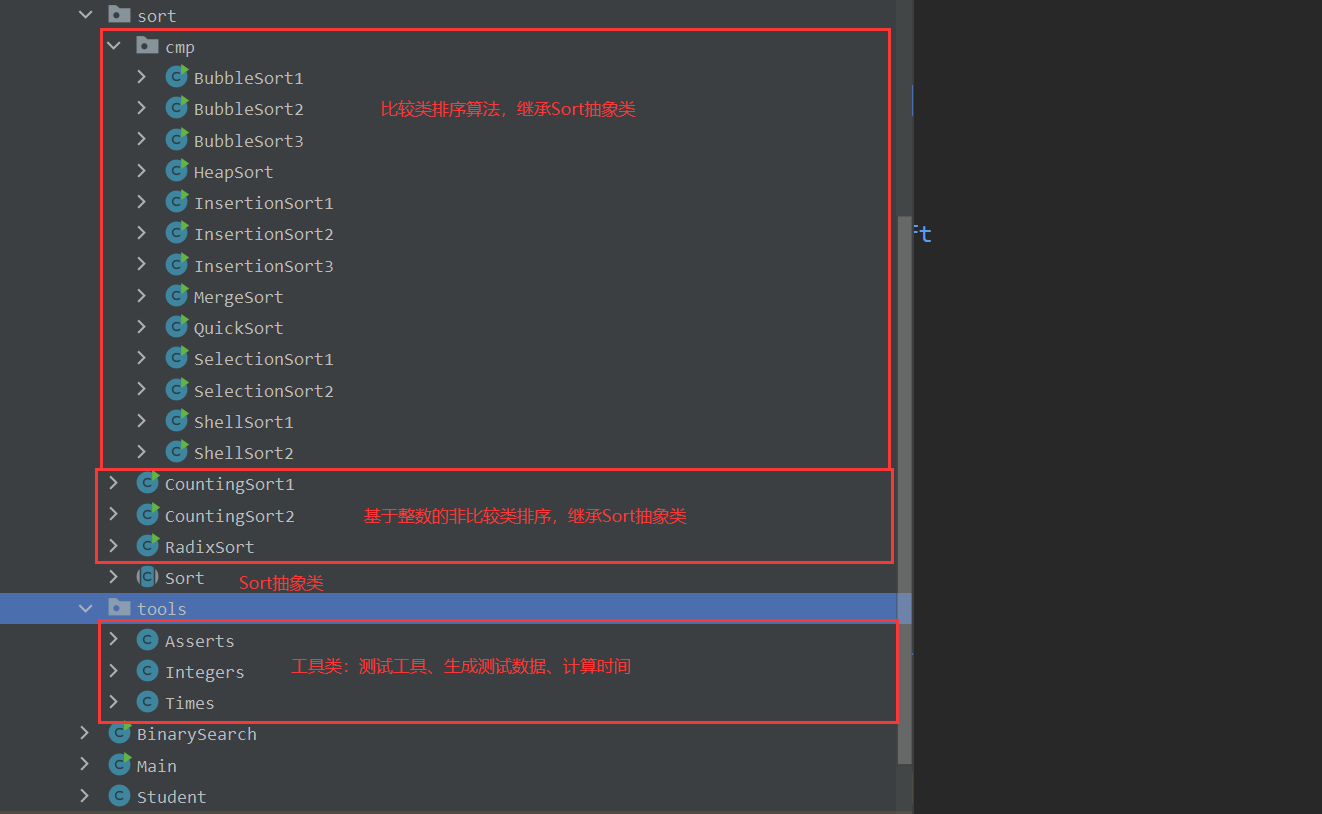 sort
cmp
BubbleSort1
BubbleSort2
比较类排序算法，继承Sort抽象类
BubbleSort3
HeapSort
InsertionSort1
InsertionSort2
ft
InsertionSort3
MergeSort
QuickSort
SelectionSort1
SelectionSort2
ShellSort1
ShellSort2
CountingSort1
CountingSort2
基于整数的非比较类排序，继承Sort抽象类
RadixSort
Sort
Sort抽象类
tools
Asserts
Integers
工具类：测试工具、生成测试数据、计算时间
Times
BinarySearch
Main
Student